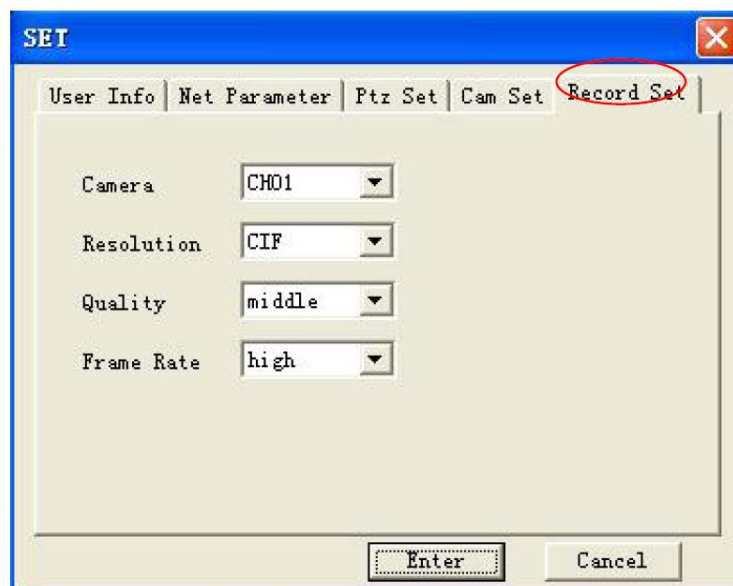 SET
User Info Net Parameter Ptz Set Cam Set Record Set
Camera CH01
Resolution CIF
Quality middle
Frame Rate high
Enter Cancel